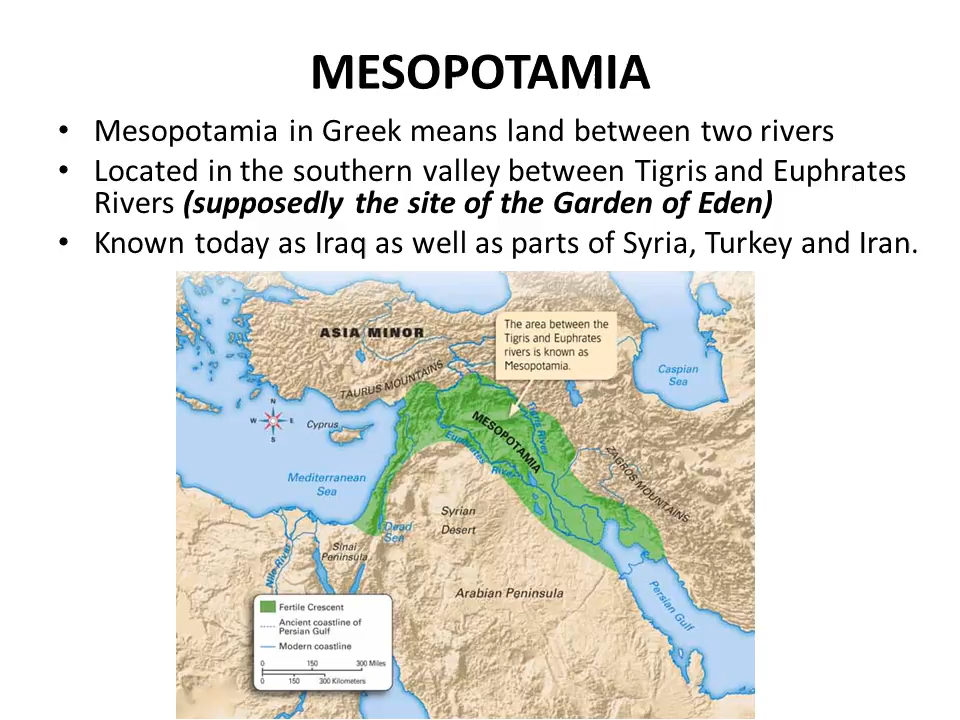 MESOPOTAMIA
• Mesopotamia in Greek means land between two rivers
• Located in the southern valley between Tigris and Euphrates
Rivers (supposedly the site of the Garden of Eden)
• Known today as Iraq as well as parts of Syria, Turkey and Iran.
ASIA MINOR
The area between the
Tigris and Euphrates
rivers is known as
Mesopotamia.
TAURUS MOUNTAINS
Caspian
Sea
N
W
E
S
Cyprus
MESOPOTAMIA
Tigris River
Euphrates River
ZAGROS MOUNTAINS
Mediterranean
Sea
Syrian
Desert
Dead
Sea
Sinai
Peninsula
Nile River
Arabian Peninsula
Persian Gulf
Fertile Crescent
Ancient coastline of
Persian Gulf
Modern coastline
0 150 300 Miles
0 150 300 Kilometers